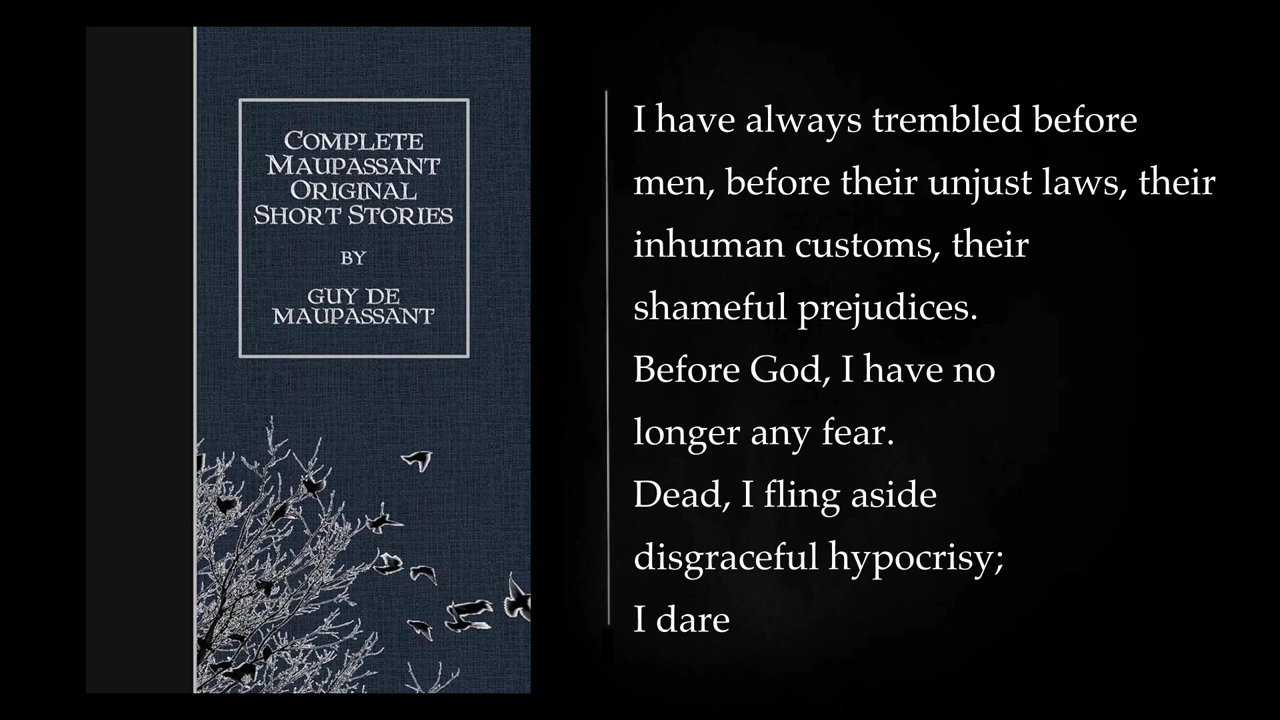 COMPLETE
MAUPASSANT
ORIGINAL
SHORT STORIES
BY
GUY DE
MAUPASSANT
I have always trembled before
men, before their unjust laws, their
inhuman customs, their
shameful prejudices.
Before God, I have no
longer any fear.
Dead, I fling aside
disgraceful hypocrisy;
I dare